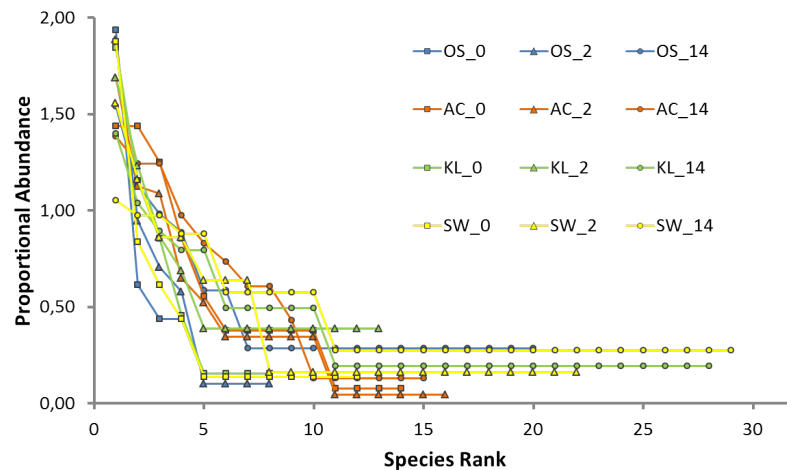 2,00
1,50
1,00
0,50
0,00
Proportional Abundance
OS_0 OS_2 OS_14
AC_0 AC_2 AC_14
KL_0 KL_2 KL_14
SW_0 SW_2 SW_14
0 5 10 15 20 25 30
Species Rank